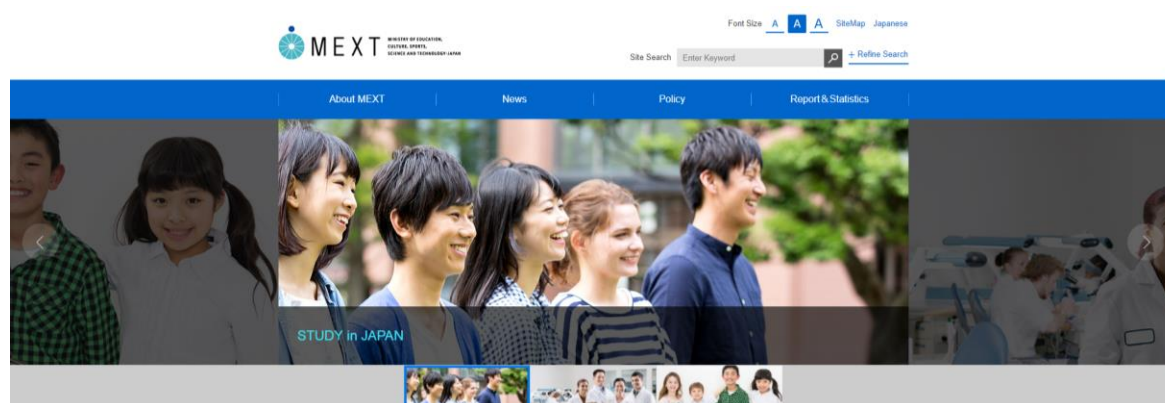 Font Size A A A SiteMap Japanese
MEXT
MINISTRY OF EDUCATION,
CULTURE, SPORTS,
SCIENCE AND TECHNOLOGY-JAPAN
Site Search Enter Keyword + Refine Search
About MEXT News Policy Report & Statistics
STUDY in JAPAN